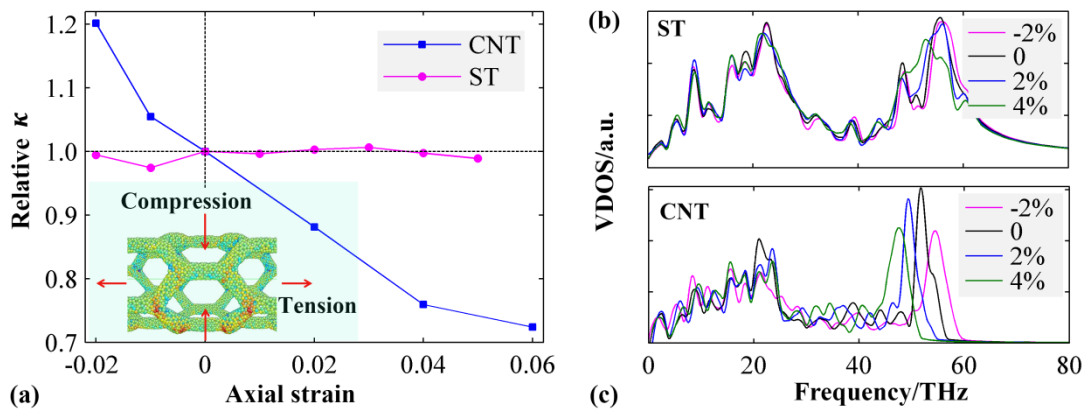 1.2
1.1
1.0
0.9
0.8
0.7
Relative κ
CNT
ST
Compression
Tension
-0.02
0
0.02
0.04
0.06
(a)
Axial strain
(b)
ST
-2%
0
2%
4%
VDOS/a.u.
CNT
-2%
0
2%
4%
0
20
40
60
80
(c)
Frequency/THz